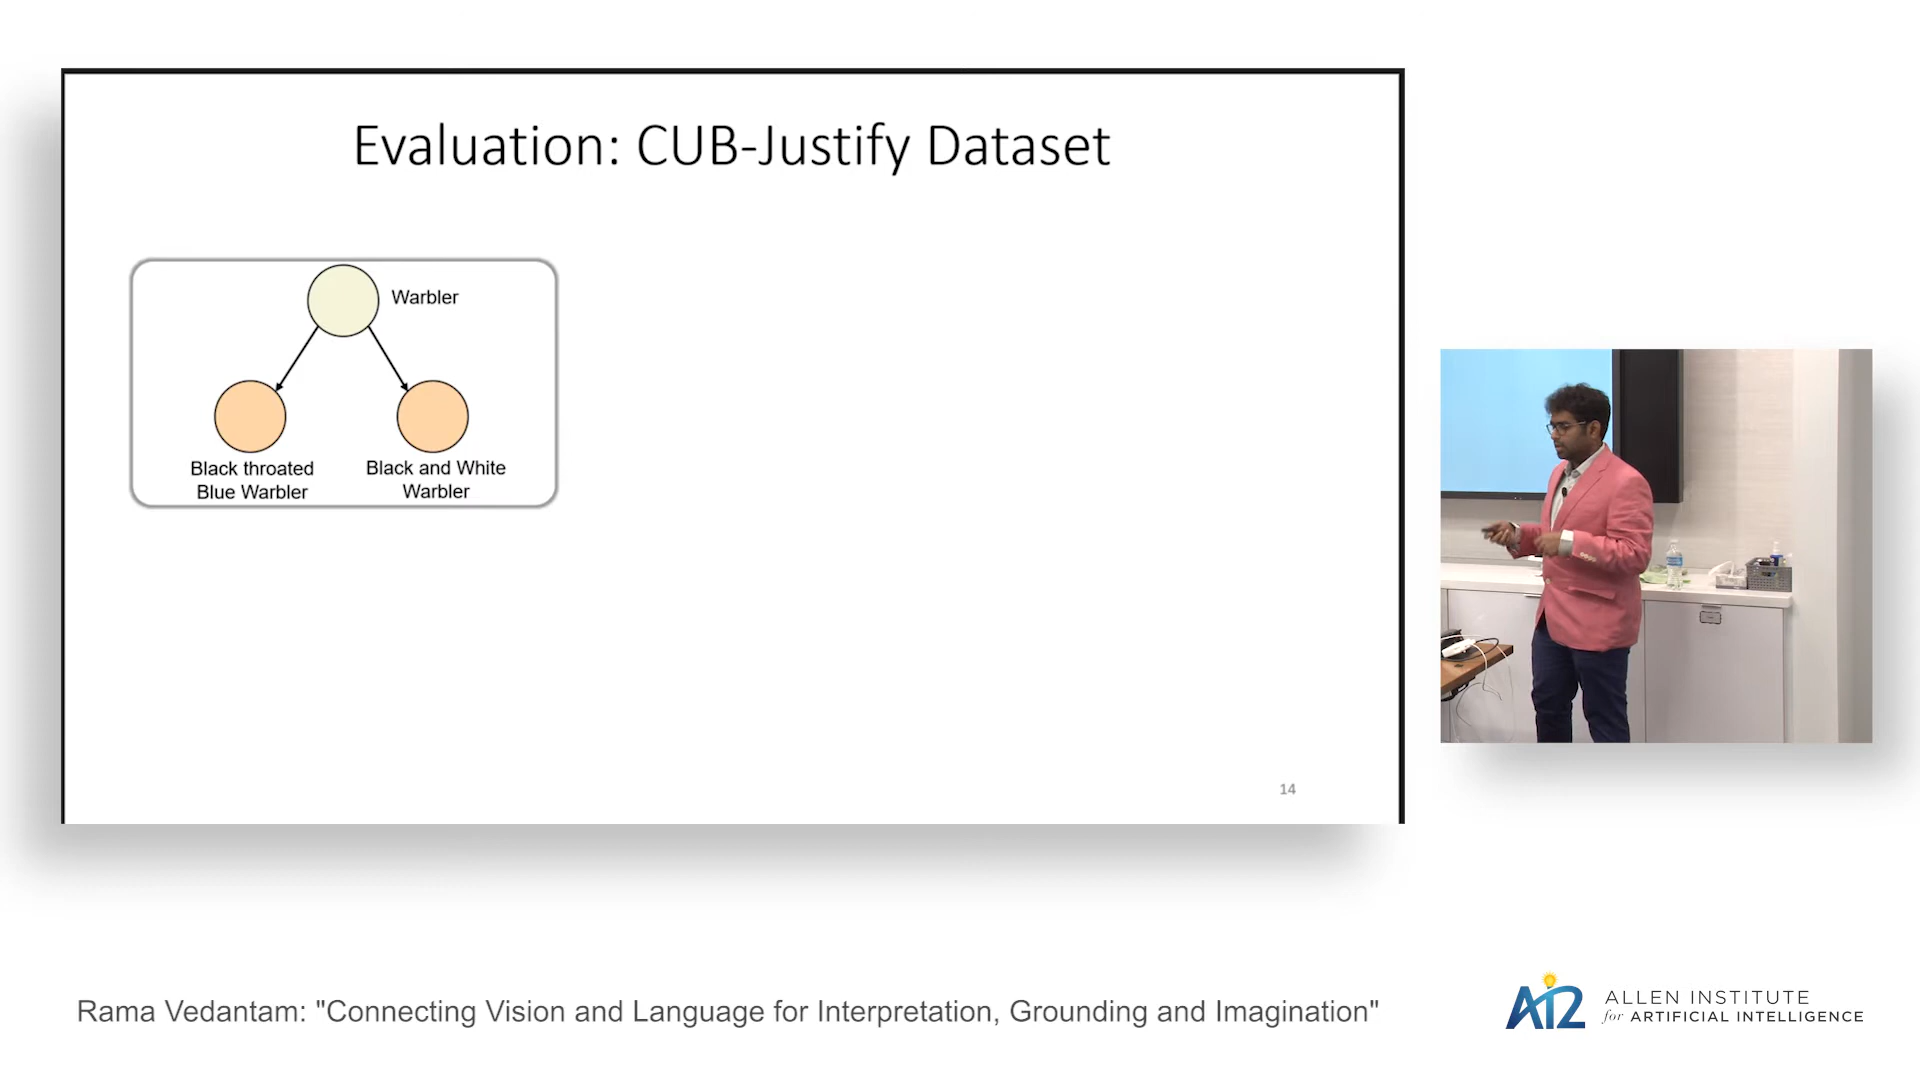 Evaluation: CUB-Justify Dataset
Warbler
Black throated
Blue Warbler
Black and White
Warbler
14
Rama Vedantam: "Connecting Vision and Language for Interpretation, Grounding and Imagination"
AI2
ALLEN INSTITUTE
for ARTIFICIAL INTELLIGENCE